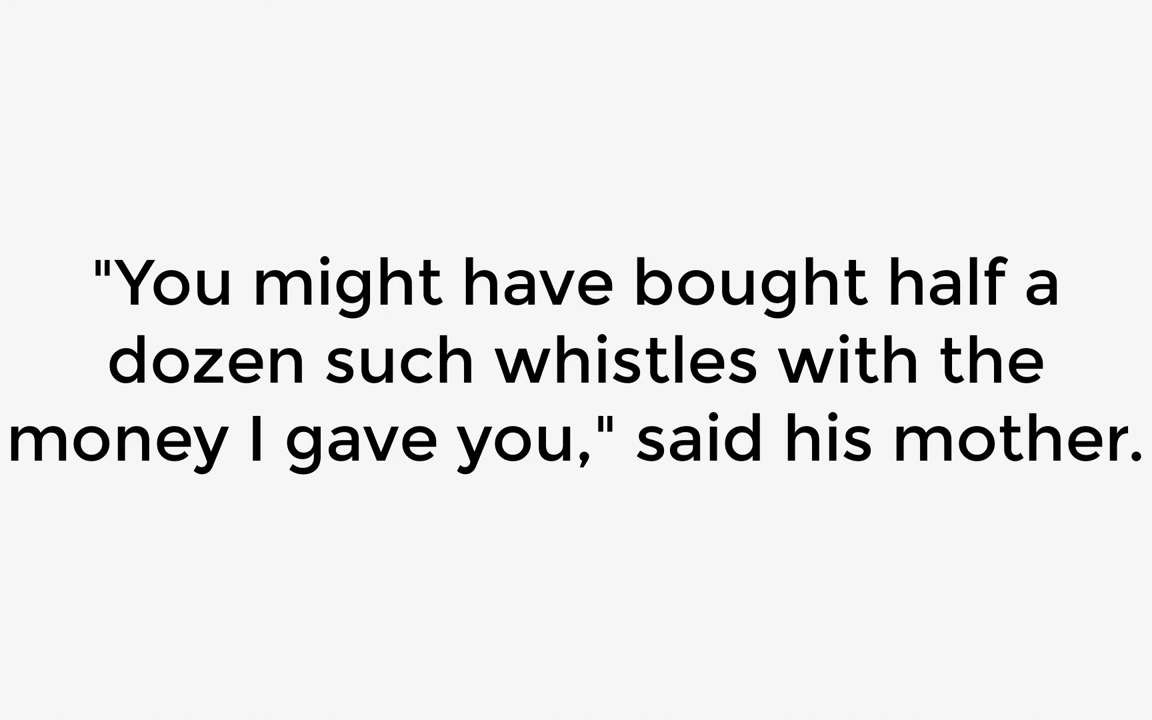 "You might have bought half a
dozen such whistles with the
money I gave you," said his mother.